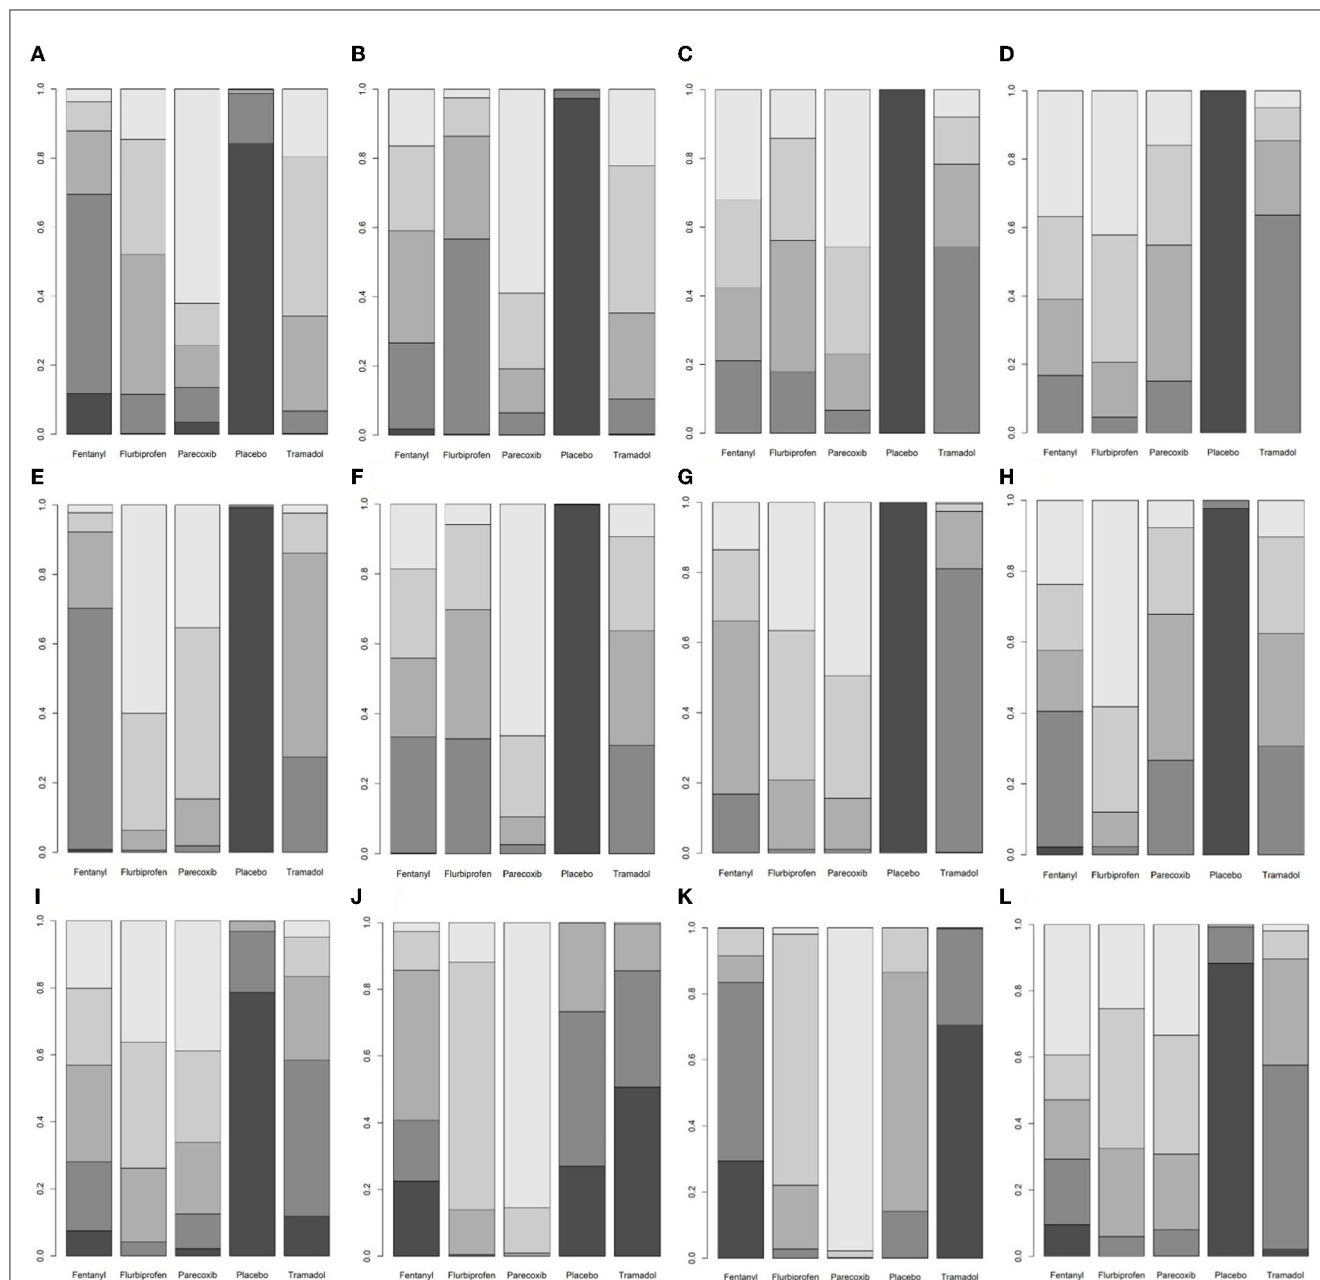 A B C D
0.0 0.2 0.4 0.6 0.8 1.0 0.0 0.2 0.4 0.6 0.8 1.0 0.0 0.2 0.4 0.6 0.8 1.0 0.0 0.2 0.4 0.6 0.8 1.0
Fentanyl Flurbiprofen Parecoxib Placebo Tramadol Fentanyl Flurbiprofen Parecoxib Placebo Tramadol Fentanyl Flurbiprofen Parecoxib Placebo Tramadol Fentanyl Flurbiprofen Parecoxib Placebo Tramadol
E F G H
0.0 0.2 0.4 0.6 0.8 1.0 0.0 0.2 0.4 0.6 0.8 1.0 0.0 0.2 0.4 0.6 0.8 1.0 0.0 0.2 0.4 0.6 0.8 1.0
Fentanyl Flurbiprofen Parecoxib Placebo Tramadol Fentanyl Flurbiprofen Parecoxib Placebo Tramadol Fentanyl Flurbiprofen Parecoxib Placebo Tramadol Fentanyl Flurbiprofen Parecoxib Placebo Tramadol
I J K L
0.0 0.2 0.4 0.6 0.8 1.0 0.0 0.2 0.4 0.6 0.8 1.0 0.0 0.2 0.4 0.6 0.8 1.0 0.0 0.2 0.4 0.6 0.8 1.0
Fentanyl Flurbiprofen Parecoxib Placebo Tramadol Fentanyl Flurbiprofen Parecoxib Placebo Tramadol Fentanyl Flurbiprofen Parecoxib Placebo Tramadol Fentanyl Flurbiprofen Parecoxib Placebo Tramadol